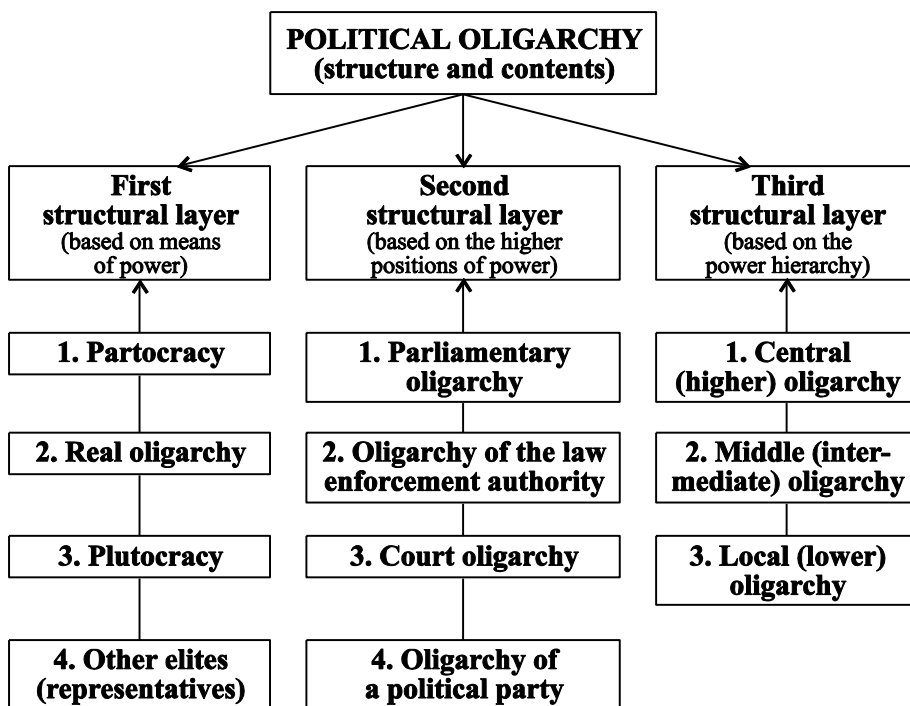 POLITICAL OLIGARCHY
(structure and contents)
First
structural layer
(based on means
of power)
1. Partocracy
2. Real oligarchy
3. Plutocracy
4. Other elites
(representatives)
Second
structural layer
(based on the higher
positions of power)
1. Parliamentary
oligarchy
2. Oligarchy of the law
enforcement authority
3. Court oligarchy
4. Oligarchy of
a political party
Third
structural layer
(based on the
power hierarchy)
1. Central
(higher) oligarchy
2. Middle (inter-
mediate) oligarchy
3. Local (lower)
oligarchy